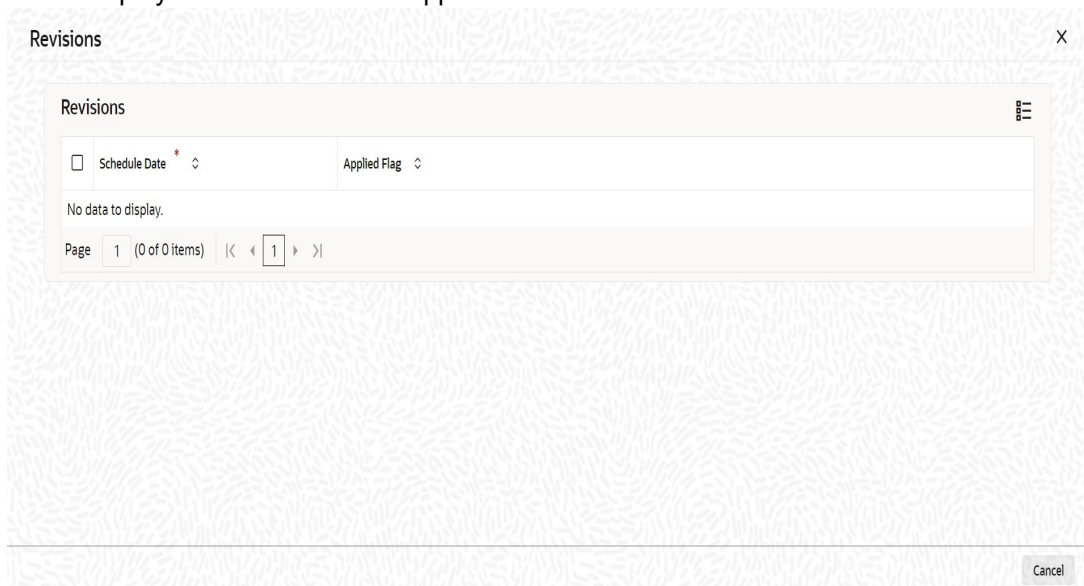 Revisions X
Revisions
Schedule Date * Applied Flag
No data to display.
Page 1 (0 of 0 items) 1
Cancel